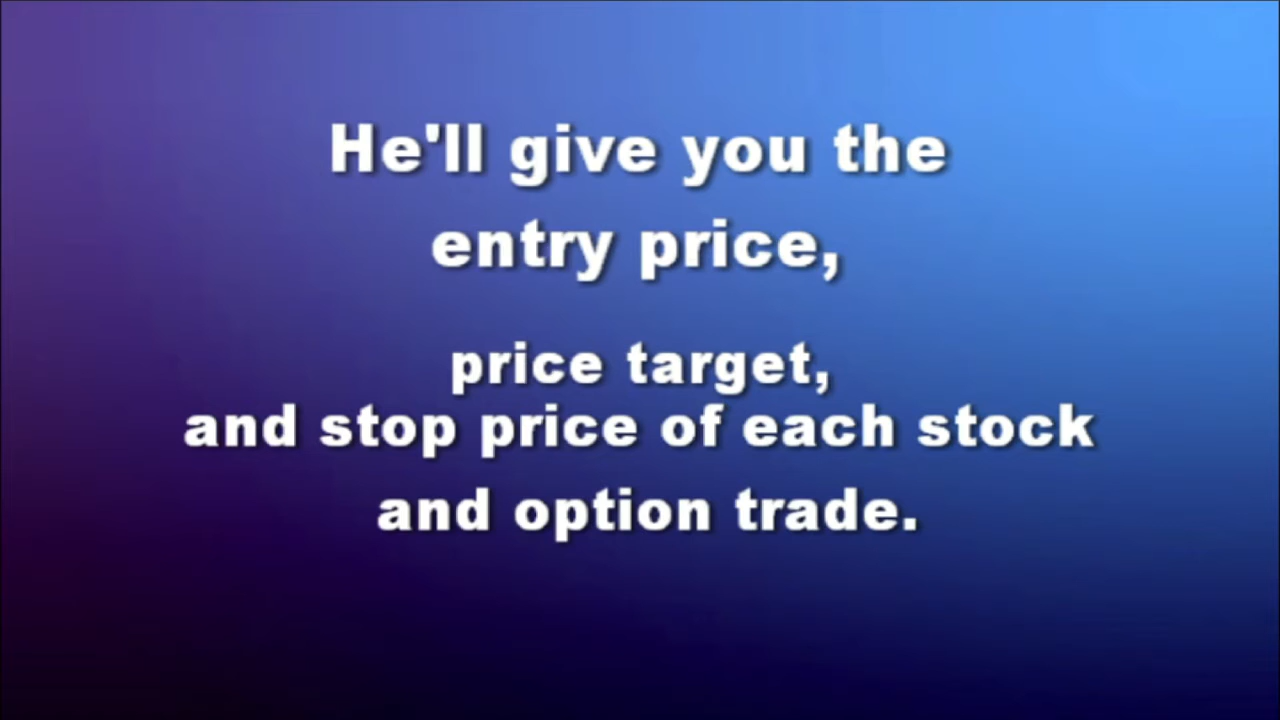 He'll give you the
entry price,
price target,
and stop price of each stock
and option trade.